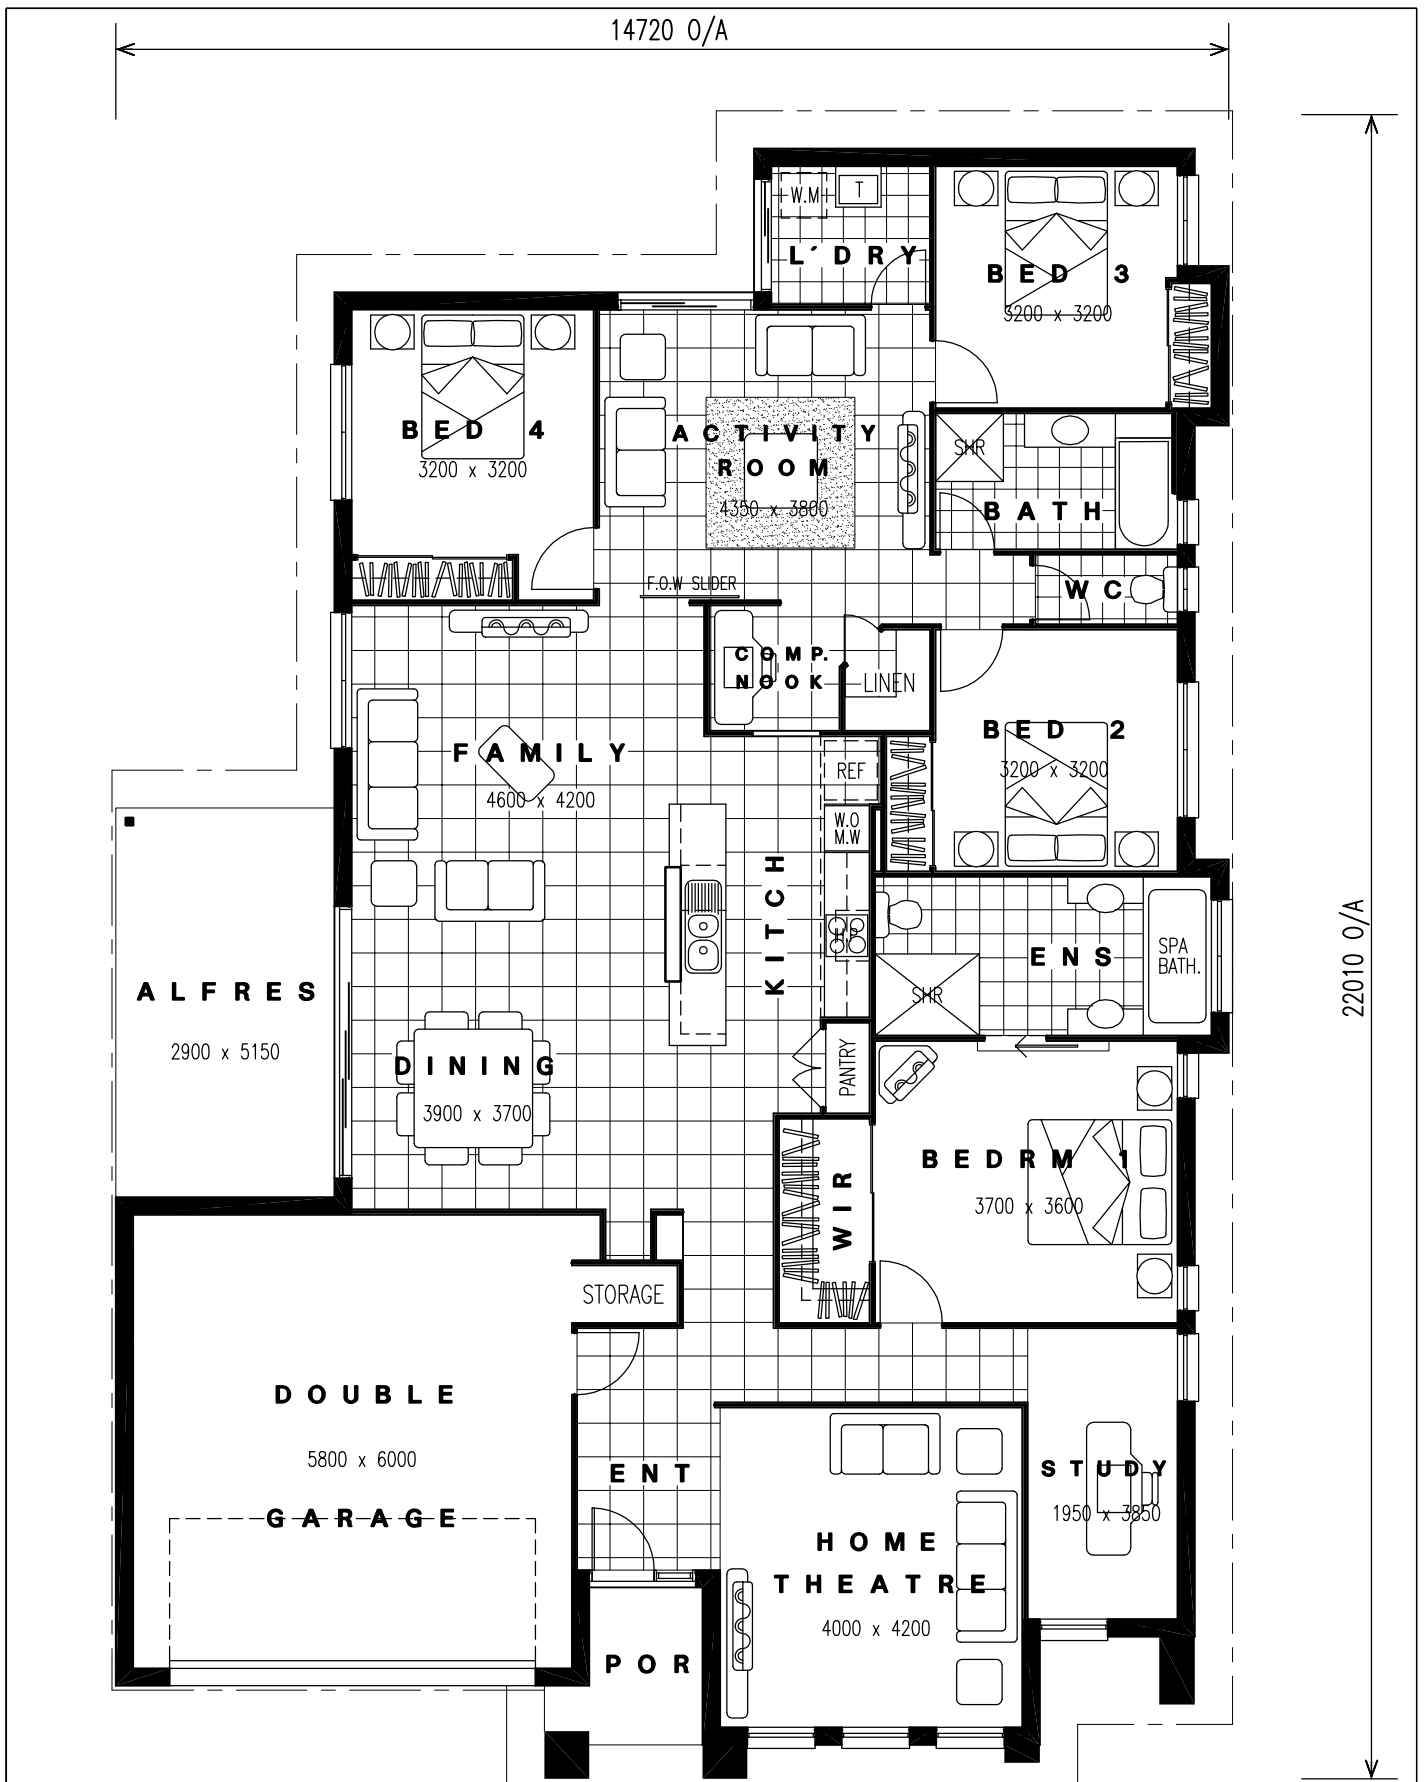 14720 O/A
W.M
T
L'DRY
BED 3
3200 x 3200
BED 4
3200 x 3200
ACTIVITY
ROOM
4350 x 3800
SHR
BATH
F.O.W SLIDER
WC
COMP.
NOOK
LINEN
BED 2
3200 x 3200
FAMILY
4600 x 4200
REF
W.O
M.W
KITCH
HP
ENS
SPA
BATH.
SHR
22010 O/A
ALFRES
2900 x 5150
DINING
3900 x 3700
PANTRY
BEDRM 1
3700 x 3600
WIR
STORAGE
DOUBLE
5800 x 6000
GARAGE
ENT
STUDY
1950 x 3850
HOME
THEATRE
4000 x 4200
POR